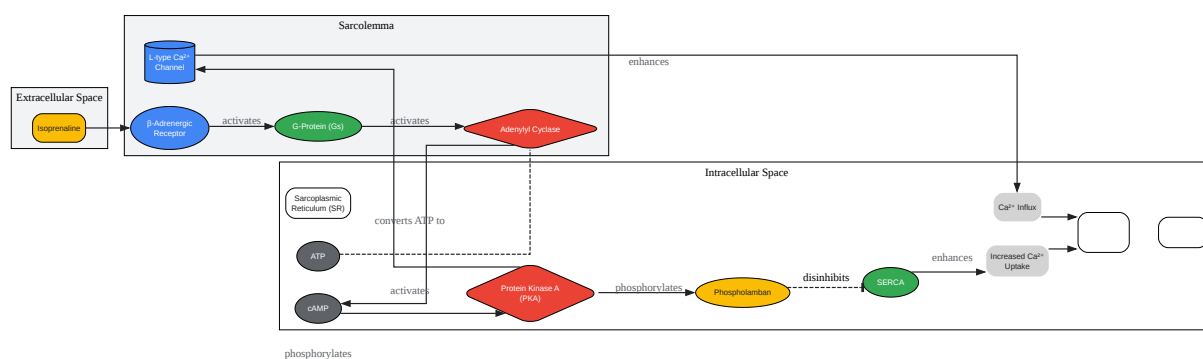 Sarcolemma
L-type Ca²⁺
Channel
enhances
Extracellular Space
Isoprenaline
β-Adrenergic
Receptor
activates
G-Protein (Gs)
activates
Adenylyl Cyclase
Intracellular Space
Sarcoplasmic
Reticulum (SR)
Ca²⁺ Influx
converts ATP to
ATP
Increased Ca²⁺
Uptake
enhances
disinhibits
SERCA
activates
Protein Kinase A
(PKA)
phosphorylates
Phospholamban
cAMP
phosphorylates